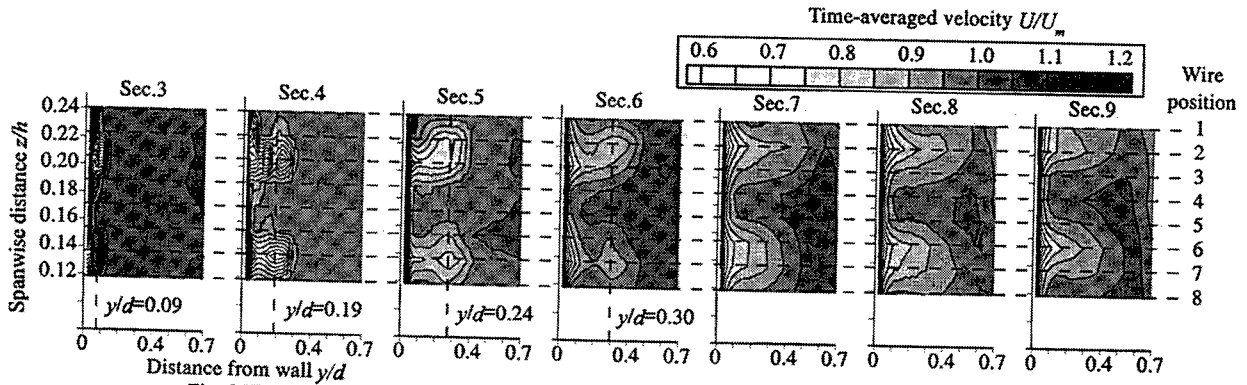 Time-averaged velocity U/U_m
0.6 0.7 0.8 0.9 1.0 1.1 1.2
Wire position
Sec.3 Sec.4 Sec.5 Sec.6 Sec.7 Sec.8 Sec.9
Spanwise distance z/h
0.24
0.22
0.20
0.18
0.16
0.14
0.12
1
2
3
4
5
6
7
8
y/d=0.09 y/d=0.19 y/d=0.24 y/d=0.30
0 0.4 0.7 0 0.4 0.7 0 0.4 0.7 0 0.4 0.7 0 0.4 0.7 0 0.4 0.7 0 0.4 0.7
Distance from wall y/d